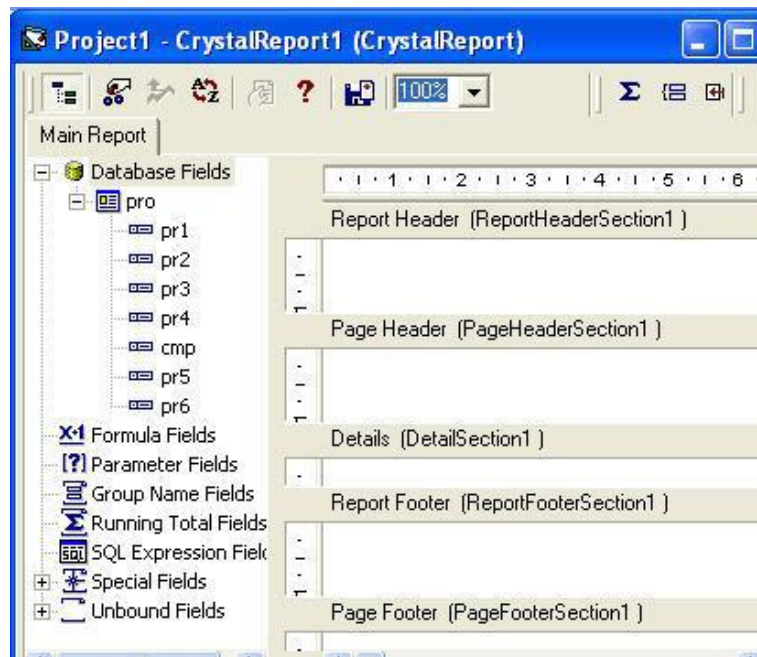 Project1 - CrystalReport1 (CrystalReport)
100%
Main Report
Database Fields
pro
pr1
pr2
pr3
pr4
cmp
pr5
pr6
Formula Fields
Parameter Fields
Group Name Fields
Running Total Fields
SQL Expression Fiel
Special Fields
Unbound Fields
1 2 3 4 5 6
Report Header (ReportHeaderSection1 )
Page Header (PageHeaderSection1 )
Details (DetailSection1 )
Report Footer (ReportFooterSection1 )
Page Footer (PageFooterSection1 )